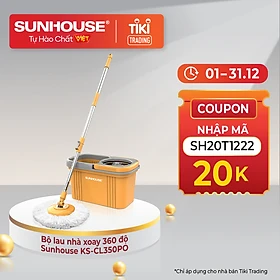 SUNHOUSE®
Tự Hào Chất VIỆT
TIKI
TRADING
01-31.12
COUPON
NHẬP MÃ
SH20T1222
20K
SUNHOUSE
Bộ lau nhà xoay 360 độ
Sunhouse KS-CL350PO
*Chỉ áp dụng cho nhà bán Tiki Trading